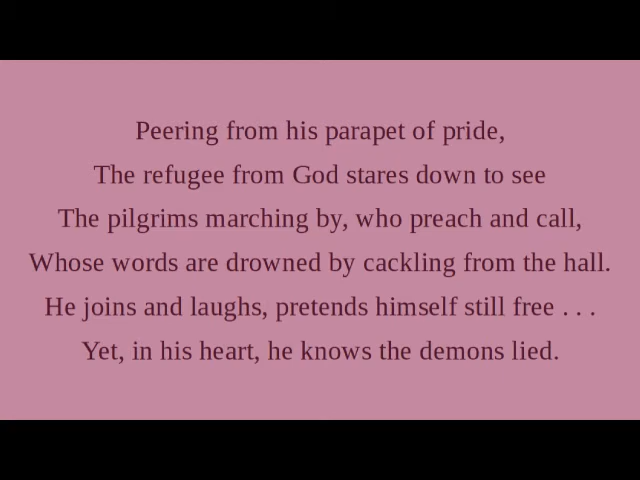 Peering from his parapet of pride,
The refugee from God stares down to see
The pilgrims marching by, who preach and call,
Whose words are drowned by cackling from the hall.
He joins and laughs, pretends himself still free . . .
Yet, in his heart, he knows the demons lied.